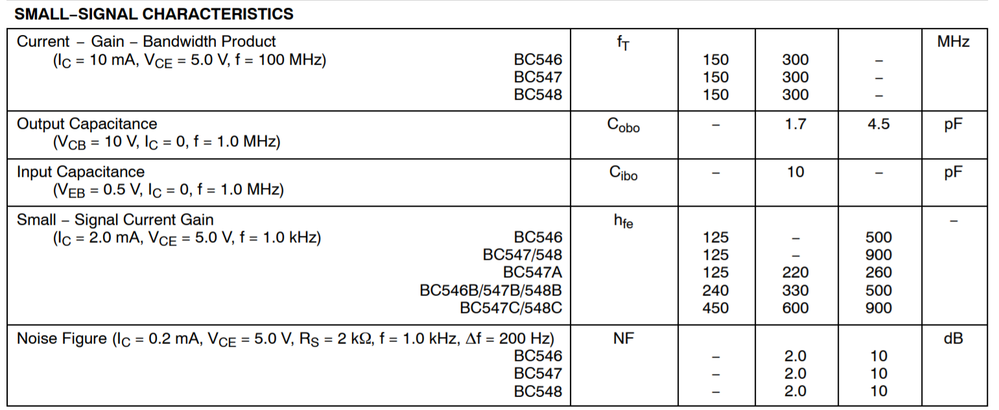 SMALL−SIGNAL CHARACTERISTICS
Current − Gain − Bandwidth Product fT MHz
(IC = 10 mA, VCE = 5.0 V, f = 100 MHz) BC546 150 300 −
BC547 150 300 −
BC548 150 300 −
Output Capacitance Cobo − 1.7 4.5 pF
(VCB = 10 V, IC = 0, f = 1.0 MHz)
Input Capacitance Cibo − 10 − pF
(VEB = 0.5 V, IC = 0, f = 1.0 MHz)
Small − Signal Current Gain hfe −
(IC = 2.0 mA, VCE = 5.0 V, f = 1.0 kHz) BC546 125 − 500
BC547/548 125 − 900
BC547A 125 220 260
BC546B/547B/548B 240 330 500
BC547C/548C 450 600 900
Noise Figure (IC = 0.2 mA, VCE = 5.0 V, RS = 2 kΩ, f = 1.0 kHz, Δf = 200 Hz) NF dB
BC546 − 2.0 10
BC547 − 2.0 10
BC548 − 2.0 10